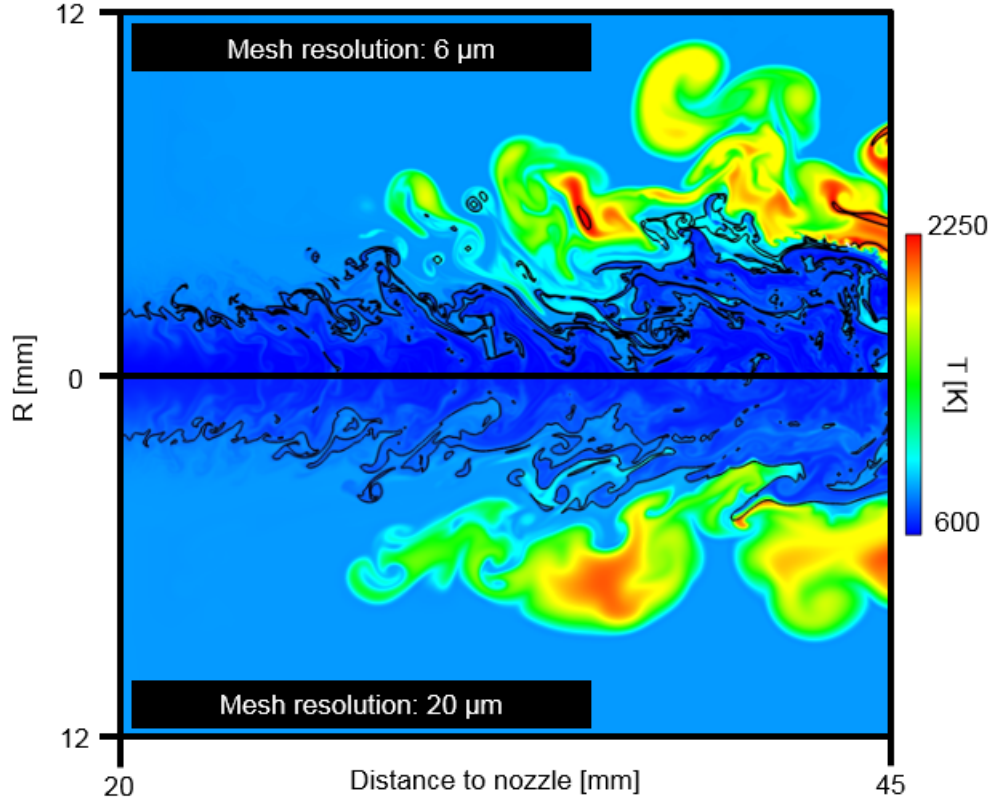 12
Mesh resolution: 6 µm
2250
R [mm]
0
T [K]
600
Mesh resolution: 20 µm
12
20
Distance to nozzle [mm]
45